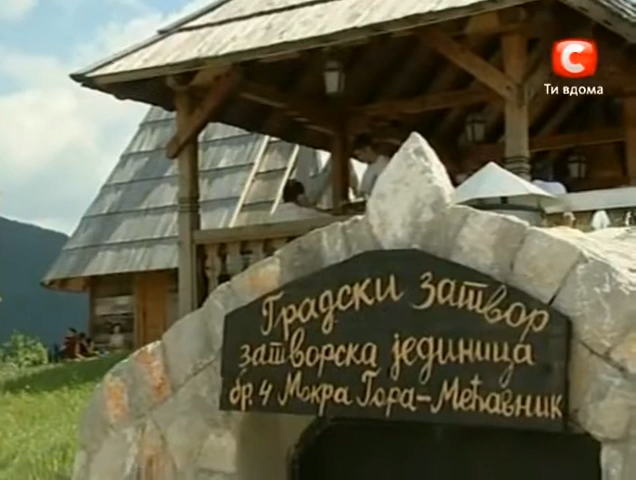 С
Ти вдома
Градски затвор
затворска јединица
бр. 4 Мокра Гора-Мећавник